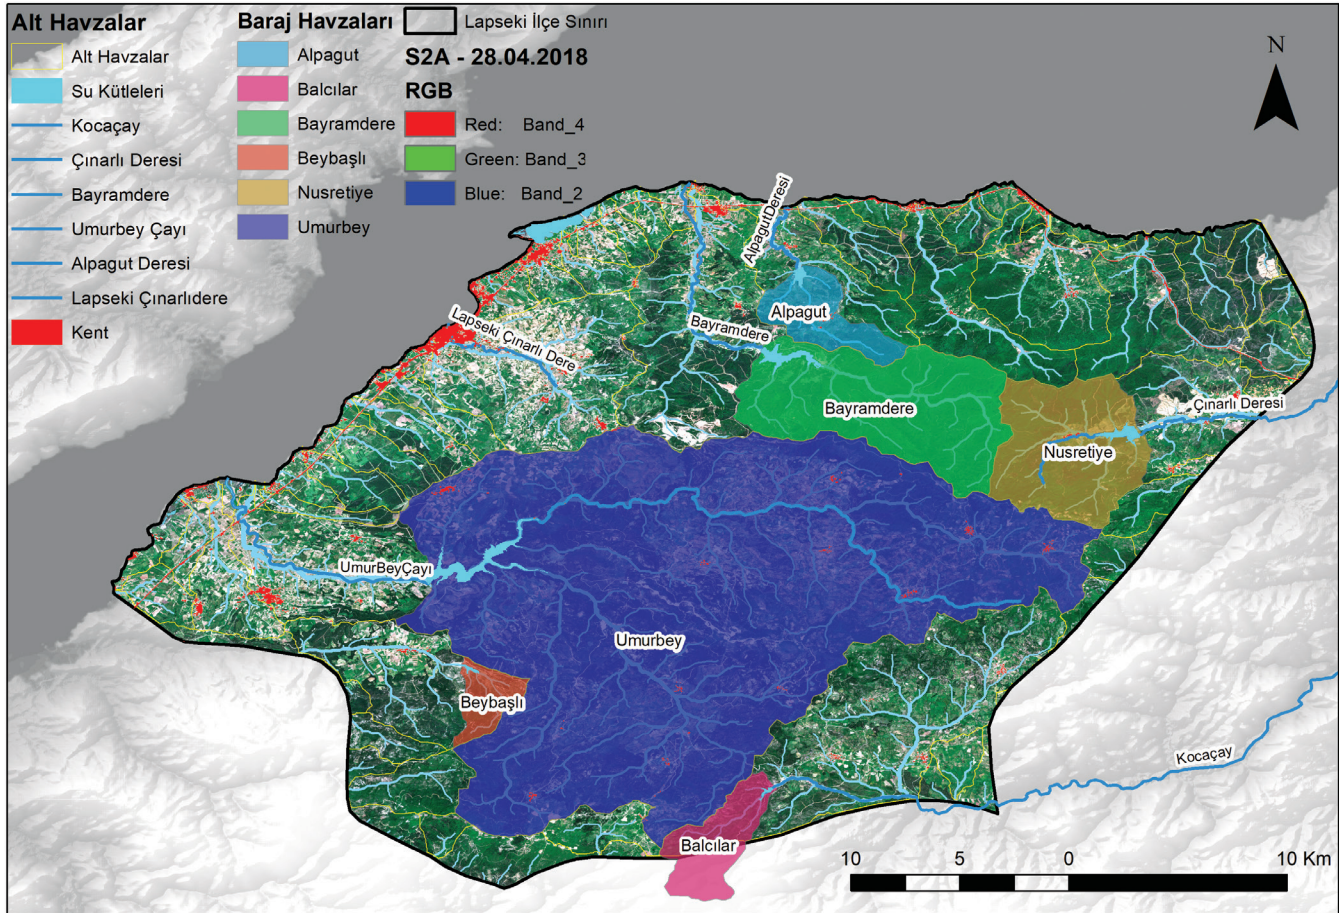 Alt Havzalar
Alt Havzalar
Su Kütleleri
Kocaçay
Çınarlı Deresi
Bayramdere
Umurbey Çayı
Alpagut Deresi
Lapseki Çınarlıdere
Kent
Baraj Havzaları
Alpagut
Balcılar
Bayramdere
Beybaşlı
Nusretiye
Umurbey
Lapseki İlçe Sınırı
S2A - 28.04.2018
RGB
Red: Band_4
Green: Band_3
Blue: Band_2
N
AlpagutDeresi
Alpagut
Lapseki Çınarlı Dere
Bayramdere
Bayramdere
Çınarlı Deresi
Nusretiye
UmurBeyÇayı
Umurbey
Beybaşlı
Kocaçay
Balcılar
10 5 0 10 Km